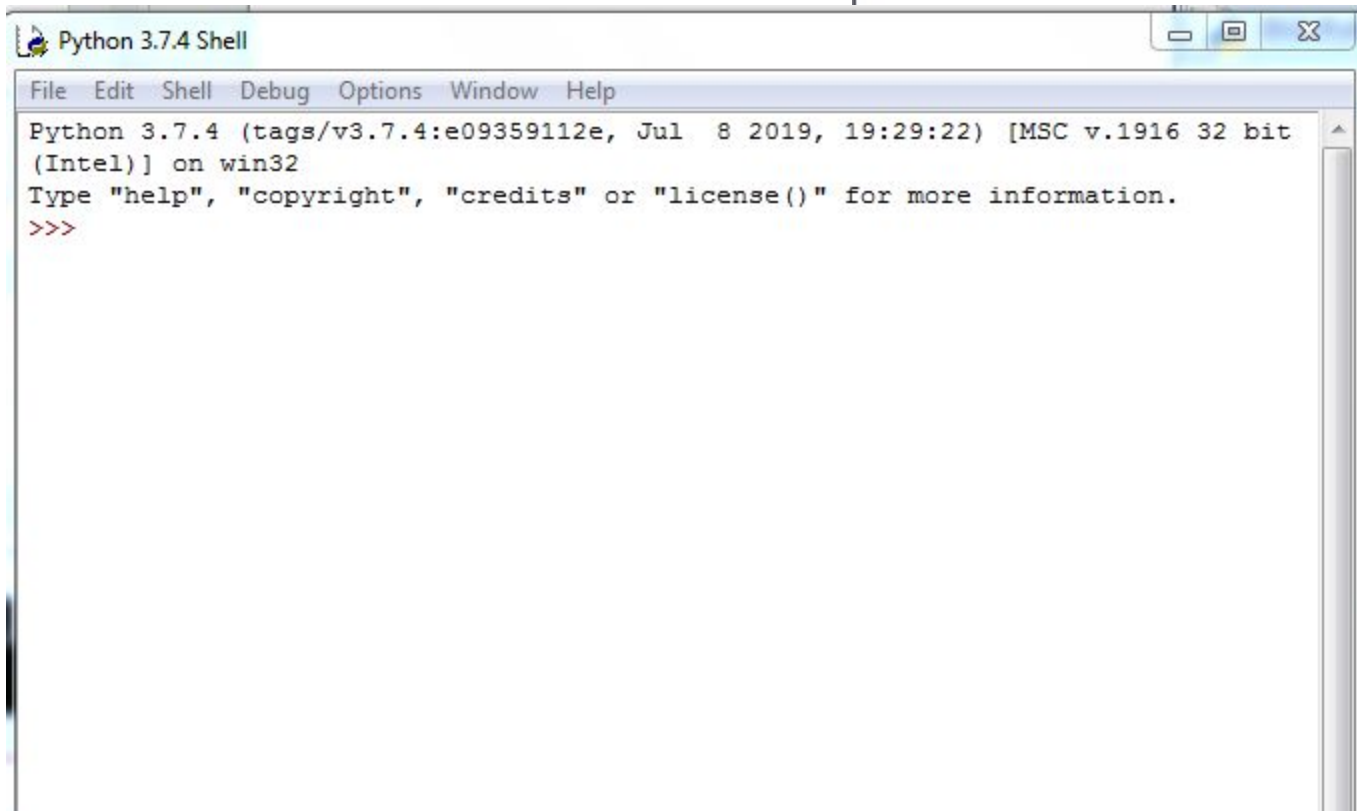 Python 3.7.4 Shell
File Edit Shell Debug Options Window Help
Python 3.7.4 (tags/v3.7.4:e09359112e, Jul  8 2019, 19:29:22) [MSC v.1916 32 bit
(Intel)] on win32
Type "help", "copyright", "credits" or "license()" for more information.
>>>